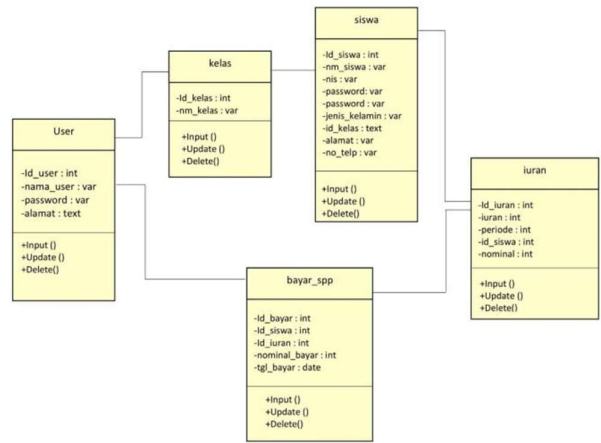 siswa
-Id_siswa : int
-nm_siswa : var
-nis : var
-password: var
-password : var
-jenis_kelamin : var
-id_kelas : text
-alamat : var
-no_telp : var
+Input ()
+Update ()
+Delete()
kelas
-Id_kelas : int
-nm_kelas : var
+Input ()
+Update ()
+Delete()
User
-Id_user : int
-nama_user : var
-password : var
-alamat : text
+Input ()
+Update ()
+Delete()
iuran
-Id_iuran : int
-iuran : int
-periode : int
-id_siswa : int
-nominal : int
+Input ()
+Update ()
+Delete()
bayar_spp
-Id_bayar : int
-Id_siswa : int
-Id_iuran : int
-nominal_bayar : int
-tgl_bayar : date
+Input ()
+Update ()
+Delete()